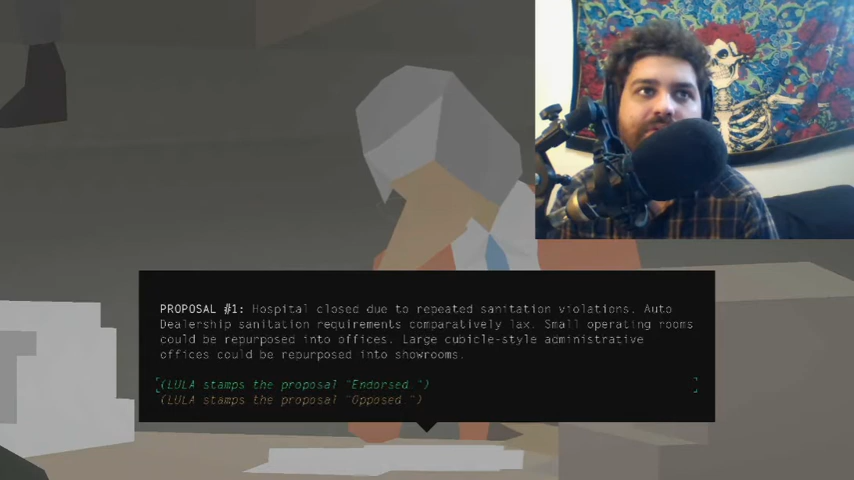 PROPOSAL #1: Hospital closed due to repeated sanitation violations. Auto
Dealership sanitation requirements comparatively lax. Small operating rooms
could be repurposed into offices. Large cubicle-style administrative
offices could be repurposed into showrooms.
(LULA stamps the proposal "Endorsed.")
(LULA stamps the proposal "Opposed.")